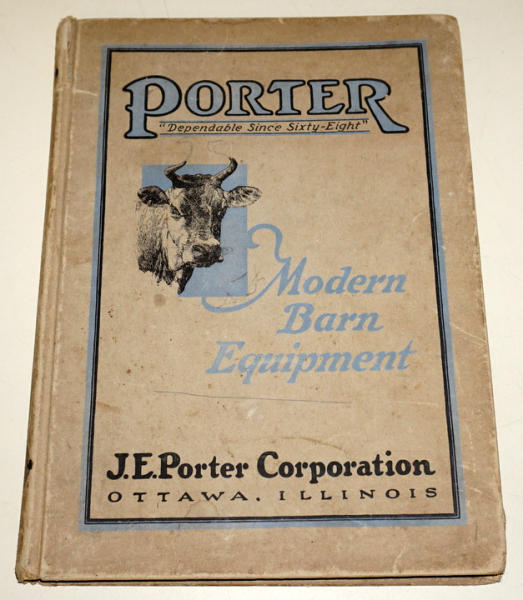 PORTER
"Dependable Since Sixty-Eight"
Modern
Barn
Equipment
J.E. Porter Corporation
OTTAWA, ILLINOIS